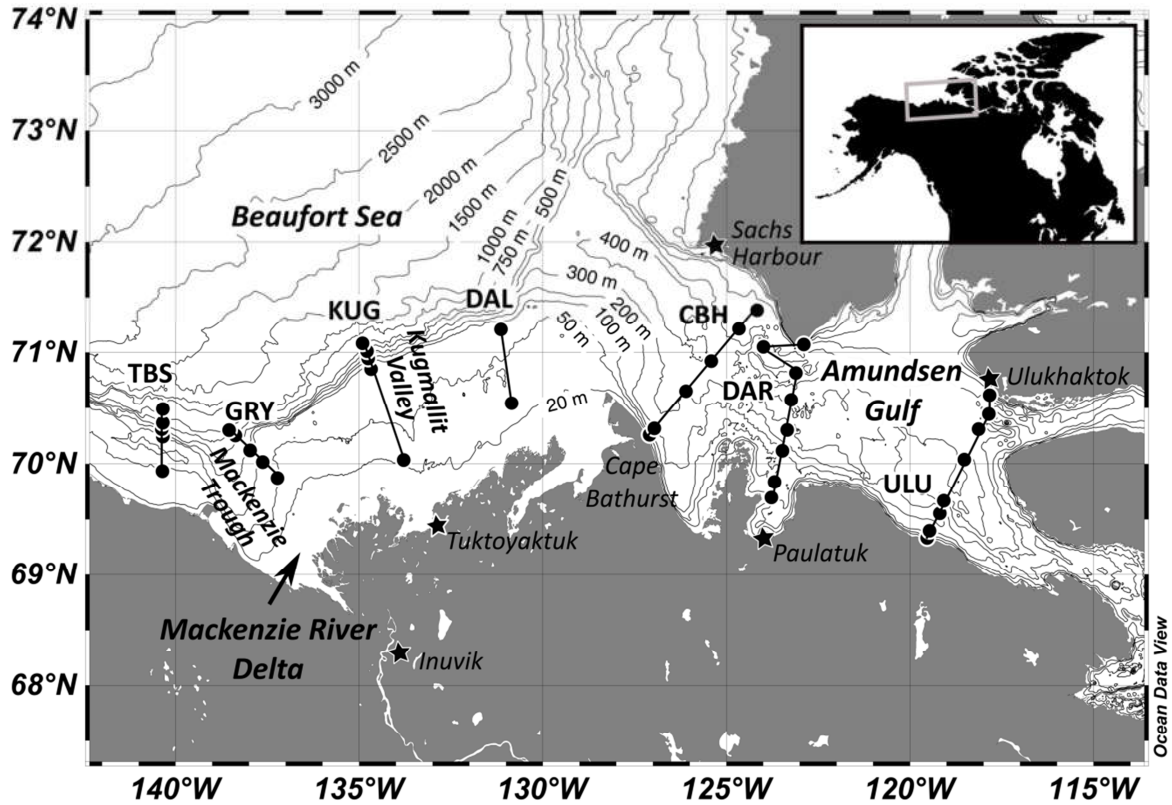 74°N
73°N
72°N
71°N
70°N
69°N
68°N
3000 m
2500 m
2000 m
1500 m
1000 m
750 m
500 m
400 m
300 m
200 m
100 m
50 m
20 m
Beaufort Sea
Sachs
Harbour
KUG
DAL
CBH
Kugmallit
Valley
TBS
GRY
DAR
Amundsen
Gulf
Ulukhaktok
Mackenzie
Trough
Cape
Bathurst
ULU
Tuktoyaktuk
Paulatuk
Mackenzie River
Delta
Inuvik
140°W
135°W
130°W
125°W
120°W
115°W
Ocean Data View